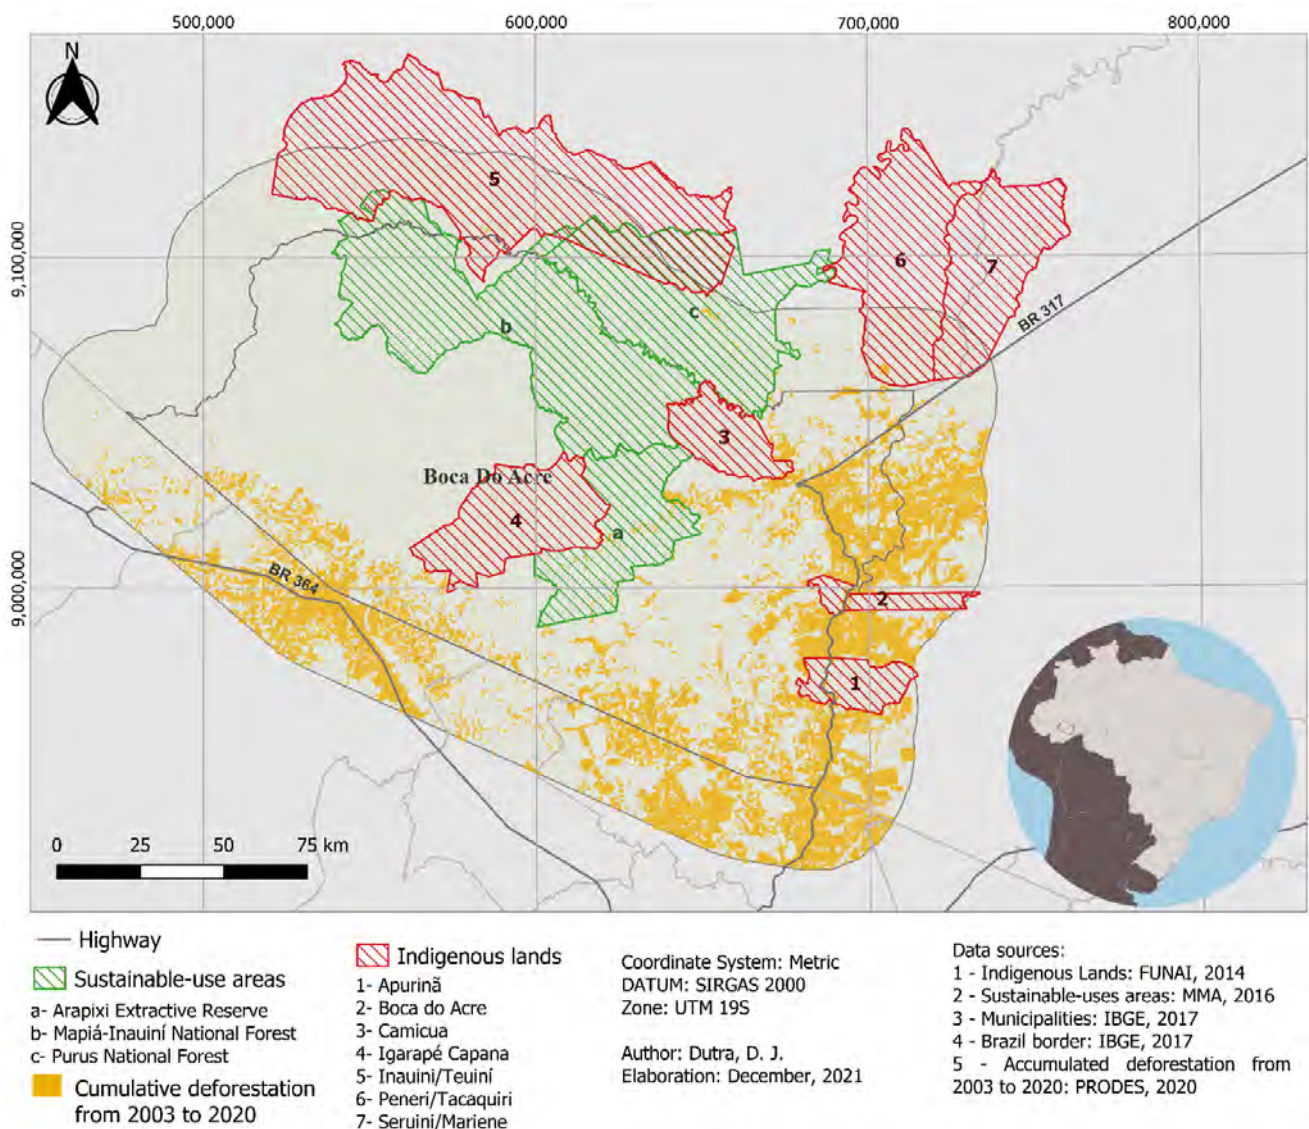 500,000 600,000 700,000 800,000
N
9,100,000
9,000,000
5
6
7
BR 317
c
b
3
Boca Do Acre
4
a
BR 364
2
1
0 25 50 75 km
Highway
Sustainable-use areas
a- Arapixi Extractive Reserve
b- Mapiá-Inauiní National Forest
c- Purus National Forest
Cumulative deforestation
from 2003 to 2020
Indigenous lands
1- Apurinã
2- Boca do Acre
3- Camicua
4- Igarapé Capana
5- Inauini/Teuiní
6- Peneri/Tacaquiri
7- Seruini/Mariene
Coordinate System: Metric
DATUM: SIRGAS 2000
Zone: UTM 19S
Author: Dutra, D. J.
Elaboration: December, 2021
Data sources:
1 - Indigenous Lands: FUNAI, 2014
2 - Sustainable-uses areas: MMA, 2016
3 - Municipalities: IBGE, 2017
4 - Brazil border: IBGE, 2017
5 - Accumulated deforestation from
2003 to 2020: PRODES, 2020